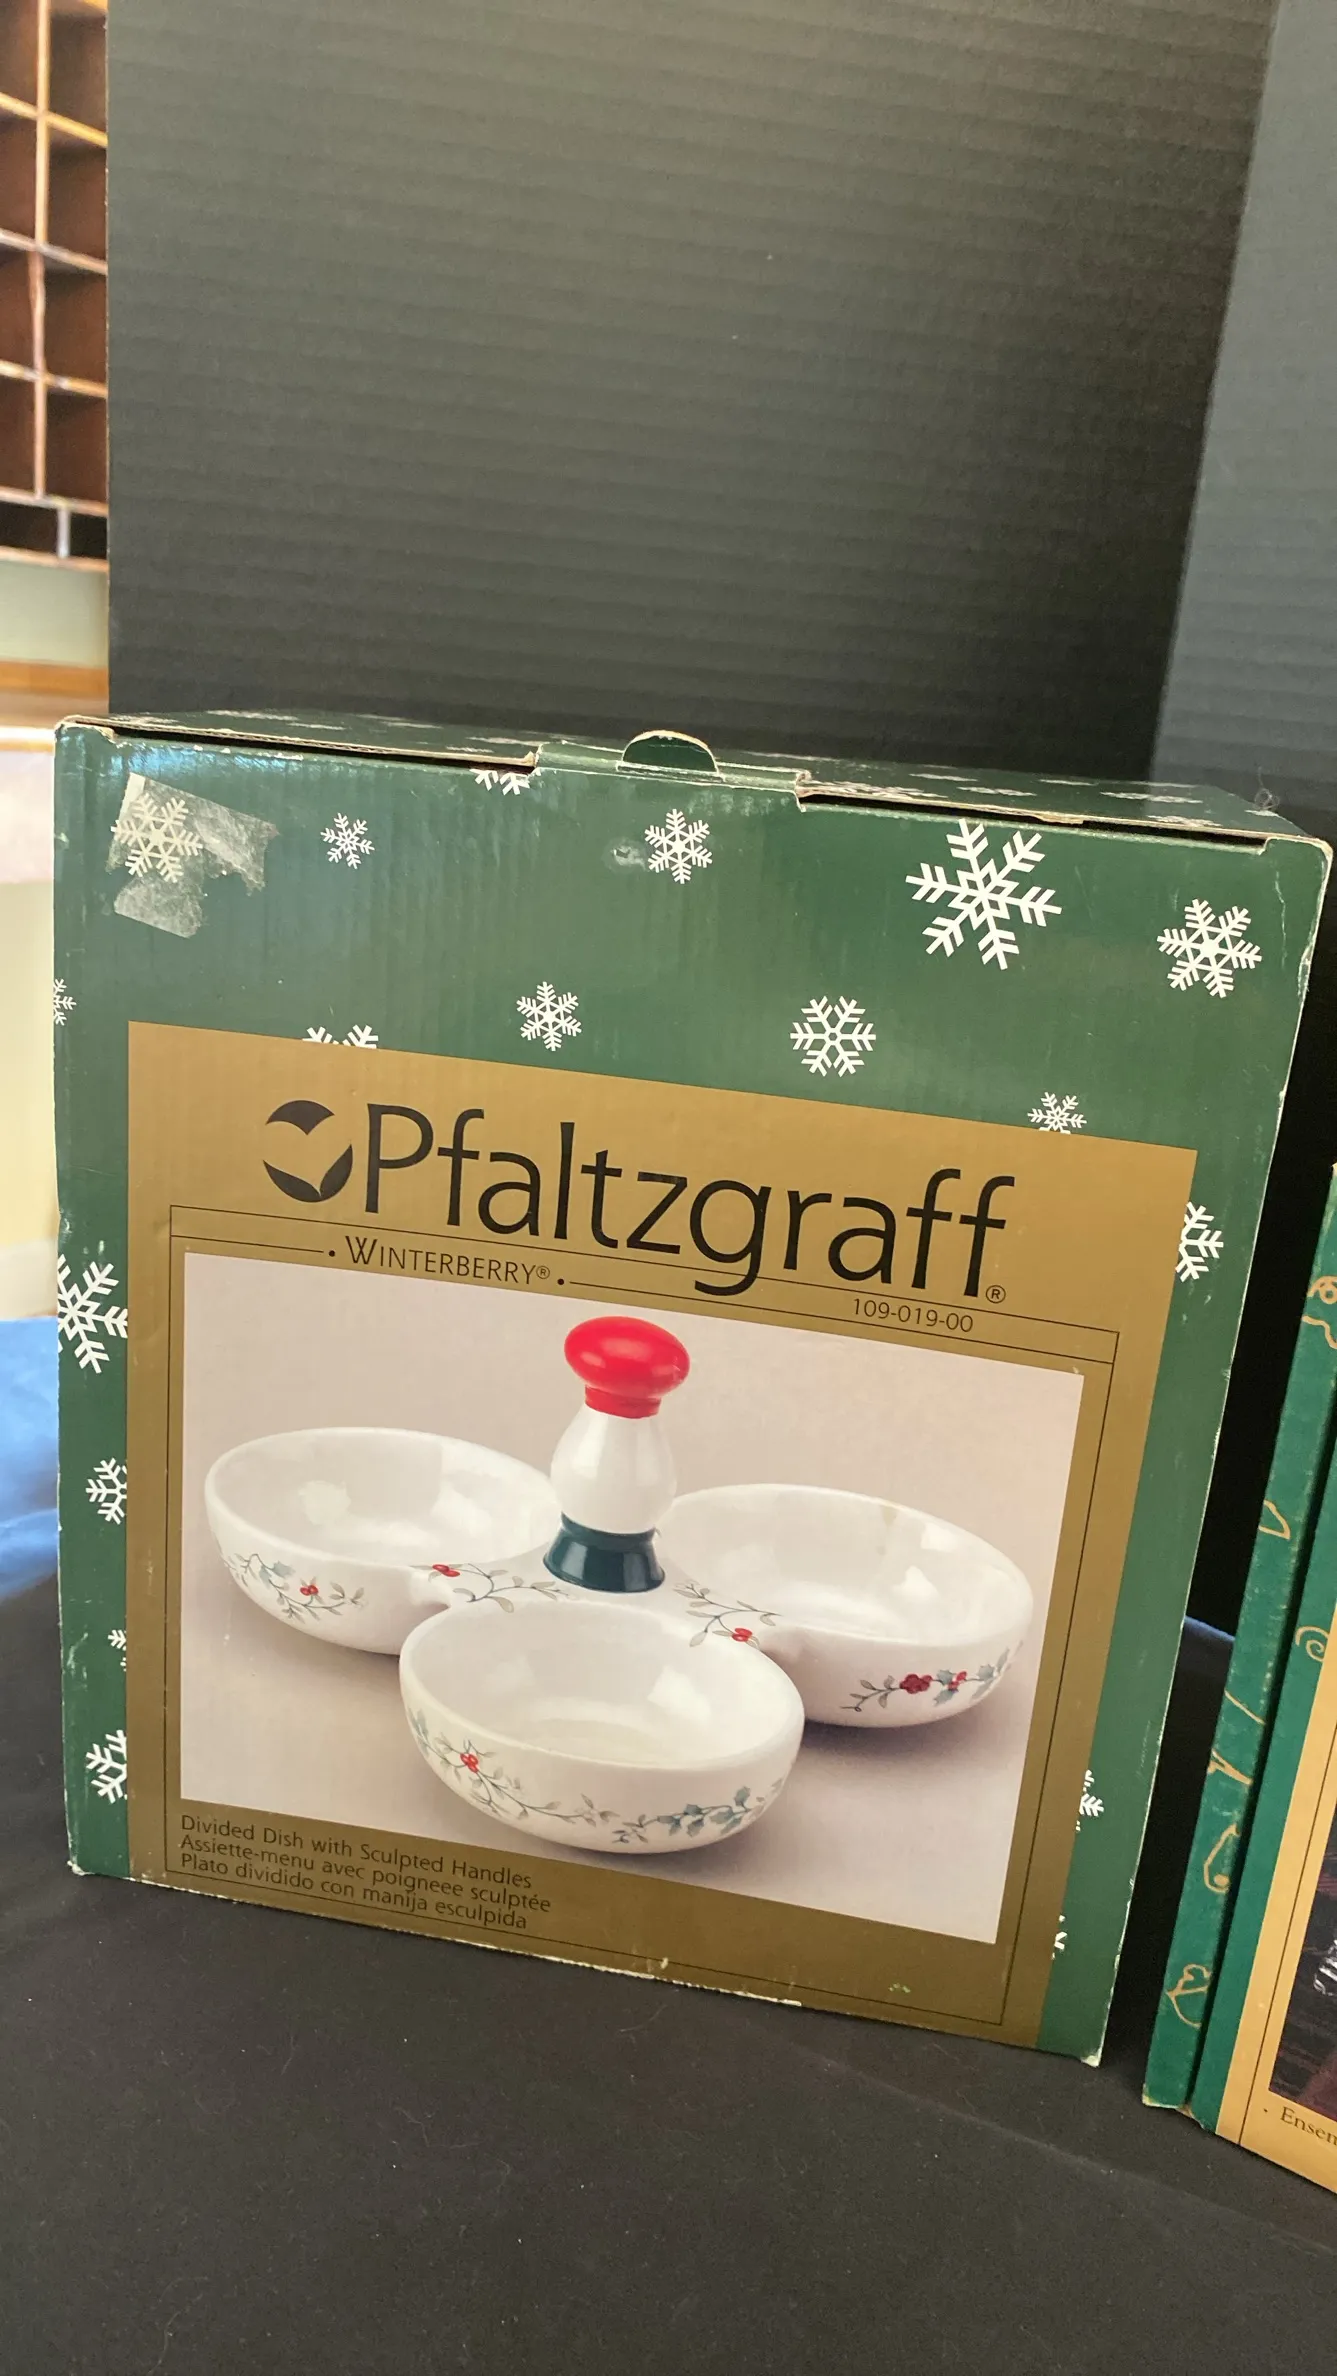 Pfaltzgraff®
• WINTERBERRY® •
109-019-00
Divided Dish with Sculpted Handles
Assiette-menu avec poigneee sculptée
Plato dividido con manija esculpida